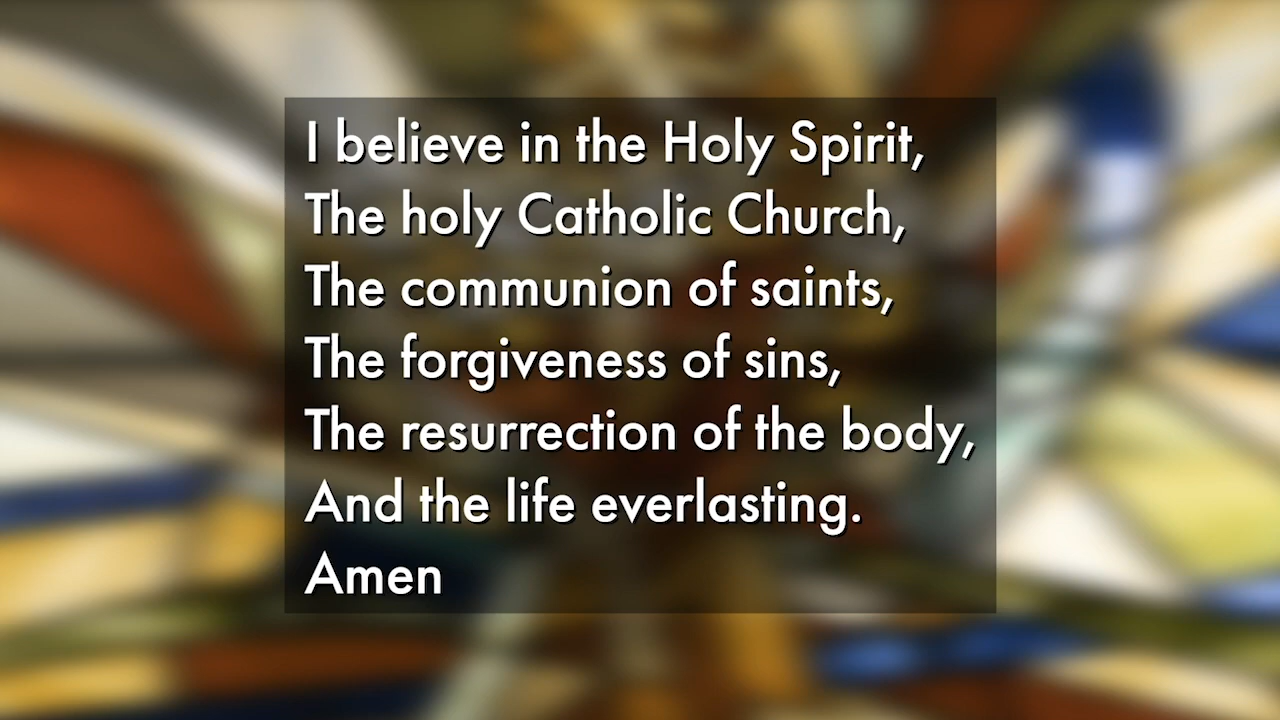 I believe in the Holy Spirit,
The holy Catholic Church,
The communion of saints,
The forgiveness of sins,
The resurrection of the body,
And the life everlasting.
Amen